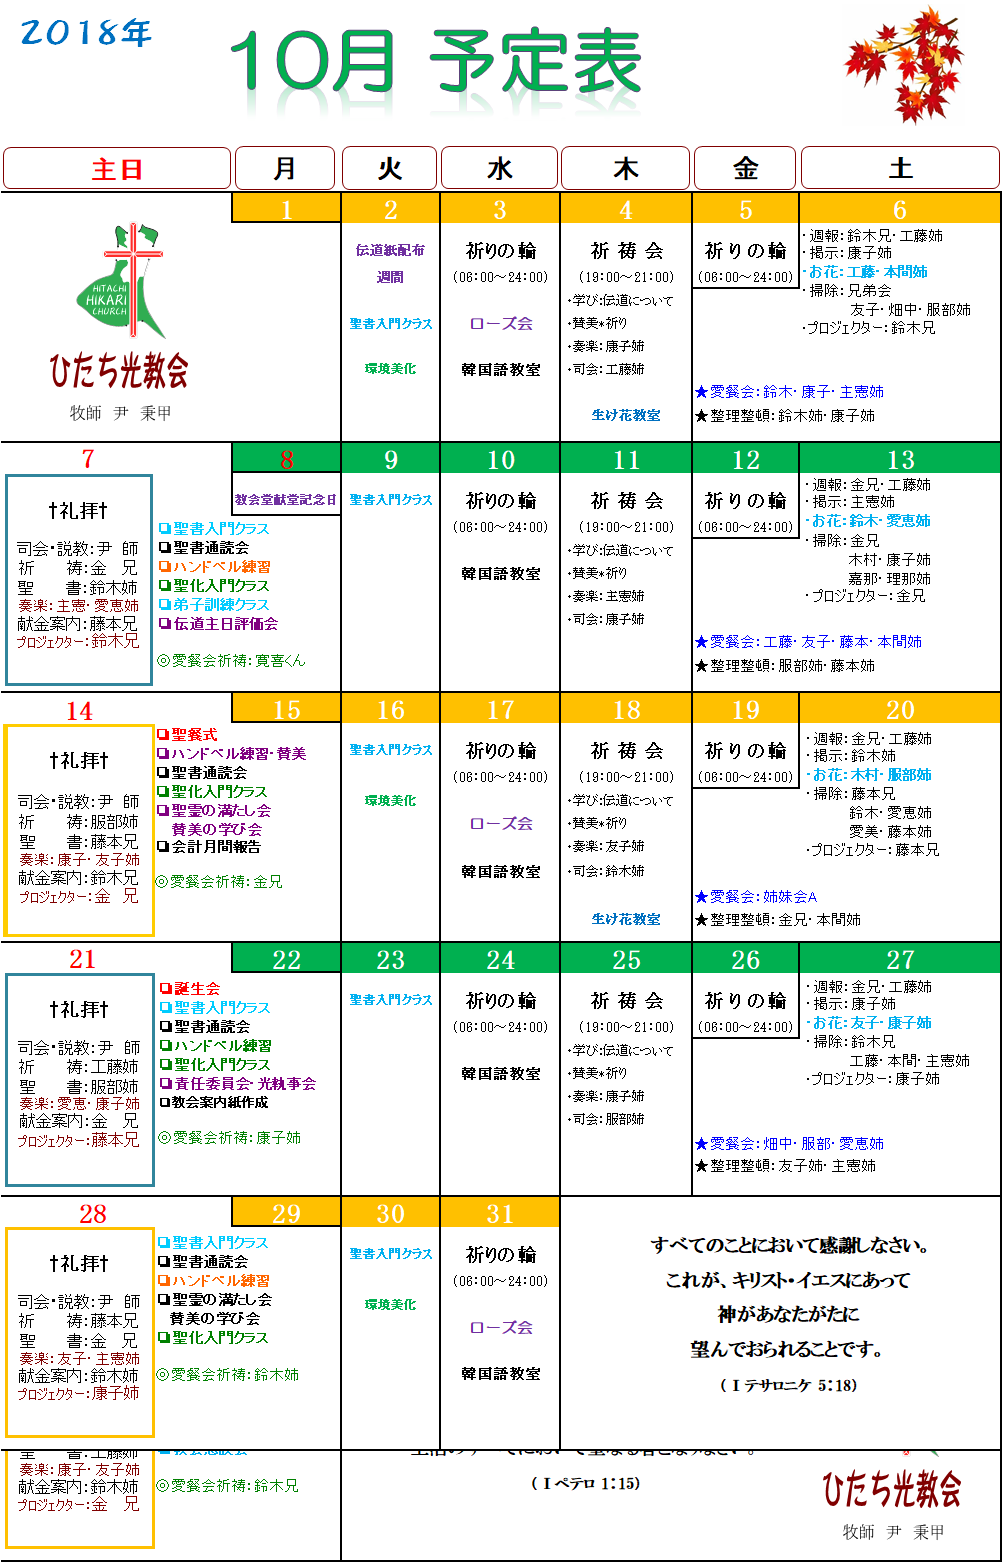 2018年
10月 予定表
主日 月 火 水 木 金 土
HITACHI
HIKARI
CHURCH
ひたち光教会
牧師 尹 秉甲
1
2
伝道紙配布
週間
聖書入門クラス
環境美化
3
祈りの輪
(06:00～24:00)
ローズ会
韓国語教室
4
祈 祷 会
(19:00～21:00)
・学び:伝道について
・賛美*祈り
・奏楽:康子姉
・司会:工藤姉
生け花教室
5
祈りの輪
(06:00～24:00)
6
・週報:鈴木兄・工藤姉
・掲示:康子姉
・お花:工藤・本間姉
・掃除:兄弟会
友子・畑中・服部姉
・プロジェクター:鈴木兄
★愛餐会:鈴木・康子・主憲姉
★整理整頓:鈴木姉・康子姉
7
†礼拝†
司会・説教:尹 師
祈 祷:金 兄
聖 書:鈴木姉
奏楽:主憲・愛恵姉
献金案内:藤本兄
プロジェクター:鈴木兄
8
教会堂献堂記念日
❑聖書入門クラス
❑聖書通読会
❑ハンドベル練習
❑聖化入門クラス
❑弟子訓練クラス
❑伝道主日評価会
◎愛餐会祈祷:寛喜くん
9
聖書入門クラス
10
祈りの輪
(06:00～24:00)
韓国語教室
11
祈 祷 会
(19:00～21:00)
・学び:伝道について
・賛美*祈り
・奏楽:主憲姉
・司会:康子姉
12
祈りの輪
(06:00～24:00)
13
・週報:金兄・工藤姉
・掲示:主憲姉
・お花:鈴木・愛恵姉
・掃除:金兄
木村・康子姉
嘉那・理那姉
・プロジェクター:金兄
★愛餐会:工藤・友子・藤本・本間姉
★整理整頓:服部姉・藤本姉
14
†礼拝†
司会・説教:尹 師
祈 祷:服部姉
聖 書:藤本兄
奏楽:康子・友子姉
献金案内:鈴木兄
プロジェクター:金 兄
15
❑聖餐式
❑ハンドベル練習・賛美
❑聖書通読会
❑聖化入門クラス
❑聖霊の満たし会
賛美の学び会
❑会計月間報告
◎愛餐会祈祷:金兄
16
聖書入門クラス
環境美化
17
祈りの輪
(06:00～24:00)
ローズ会
韓国語教室
18
祈 祷 会
(19:00～21:00)
・学び:伝道について
・賛美*祈り
・奏楽:友子姉
・司会:鈴木姉
生け花教室
19
祈りの輪
(06:00～24:00)
20
・週報:金兄・工藤姉
・掲示:鈴木姉
・お花:木村・服部姉
・掃除:藤本兄
鈴木・愛恵姉
愛美・藤本姉
・プロジェクター:藤本兄
★愛餐会:姉妹会A
★整理整頓:金兄・本間姉
21
†礼拝†
司会・説教:尹 師
祈 祷:工藤姉
聖 書:服部姉
奏楽:愛恵・康子姉
献金案内:金 兄
プロジェクター:藤本兄
22
❑誕生会
❑聖書入門クラス
❑聖書通読会
❑ハンドベル練習
❑聖化入門クラス
❑責任委員会・光執事会
❑教会案内紙作成
◎愛餐会祈祷:康子姉
23
聖書入門クラス
24
祈りの輪
(06:00～24:00)
韓国語教室
25
祈 祷 会
(19:00～21:00)
・学び:伝道について
・賛美*祈り
・奏楽:康子姉
・司会:服部姉
26
祈りの輪
(06:00～24:00)
27
・週報:金兄・工藤姉
・掲示:康子姉
・お花:友子・康子姉
・掃除:鈴木兄
工藤・本間・主憲姉
・プロジェクター:康子姉
★愛餐会:畑中・服部・愛恵姉
★整理整頓:友子姉・主憲姉
28
†礼拝†
司会・説教:尹 師
祈 祷:藤本兄
聖 書:金 兄
奏楽:友子・主憲姉
献金案内:鈴木姉
プロジェクター:康子姉
29
❑聖書入門クラス
❑聖書通読会
❑ハンドベル練習
❑聖霊の満たし会
賛美の学び会
❑聖化入門クラス
◎愛餐会祈祷:鈴木姉
30
聖書入門クラス
環境美化
31
祈りの輪
(06:00～24:00)
ローズ会
韓国語教室
すべてのことにおいて感謝しなさい。
これが、キリスト・イエスにあって
神があなたがたに
望んでおられることです。
(Ⅰテサロニケ 5:18)
聖 書:工藤姉
奏楽:康子・友子姉
献金案内:鈴木姉
プロジェクター:金 兄
◎愛餐会祈祷:鈴木兄
(Ⅰペテロ 1:15)
ひたち光教会
牧師 尹 秉甲